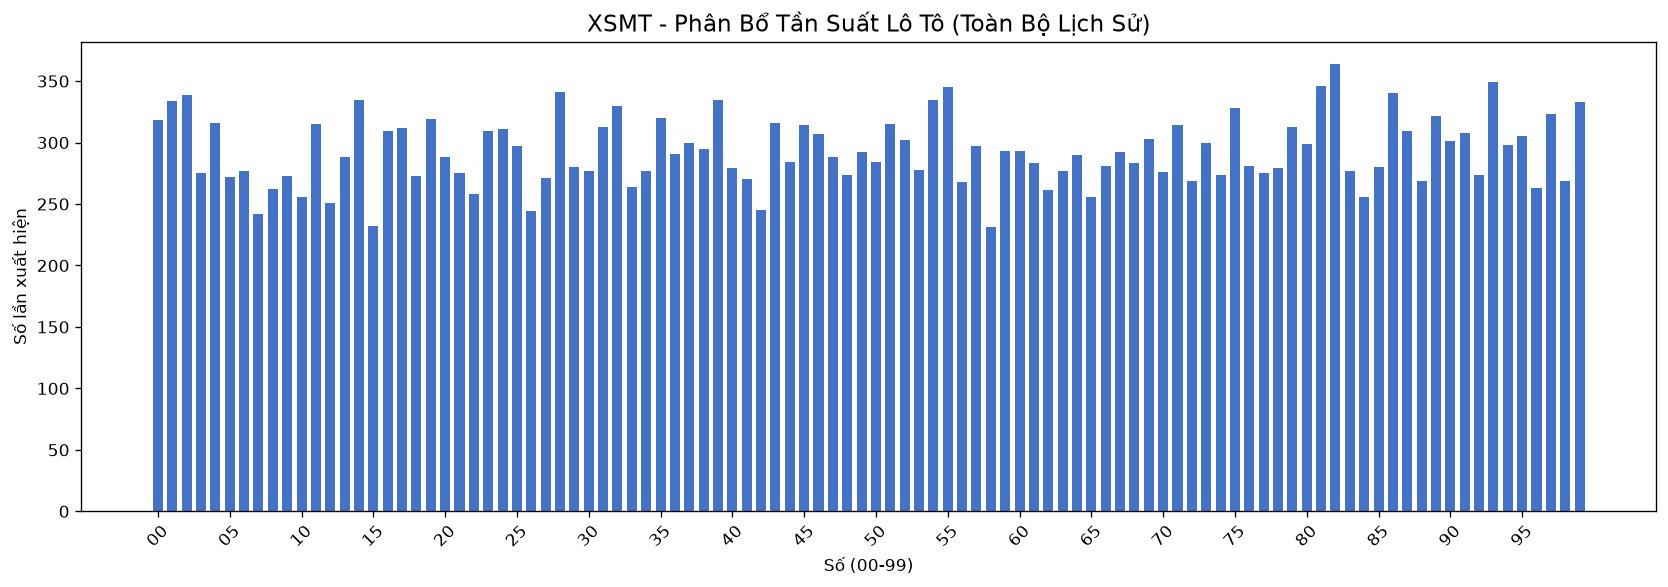 XSMT - Phân Bổ Tần Suất Lô Tô (Toàn Bộ Lịch Sử)
Số lần xuất hiện
350
300
250
200
150
100
50
0
00 05 10 15 20 25 30 35 40 45 50 55 60 65 70 75 80 85 90 95
Số (00-99)